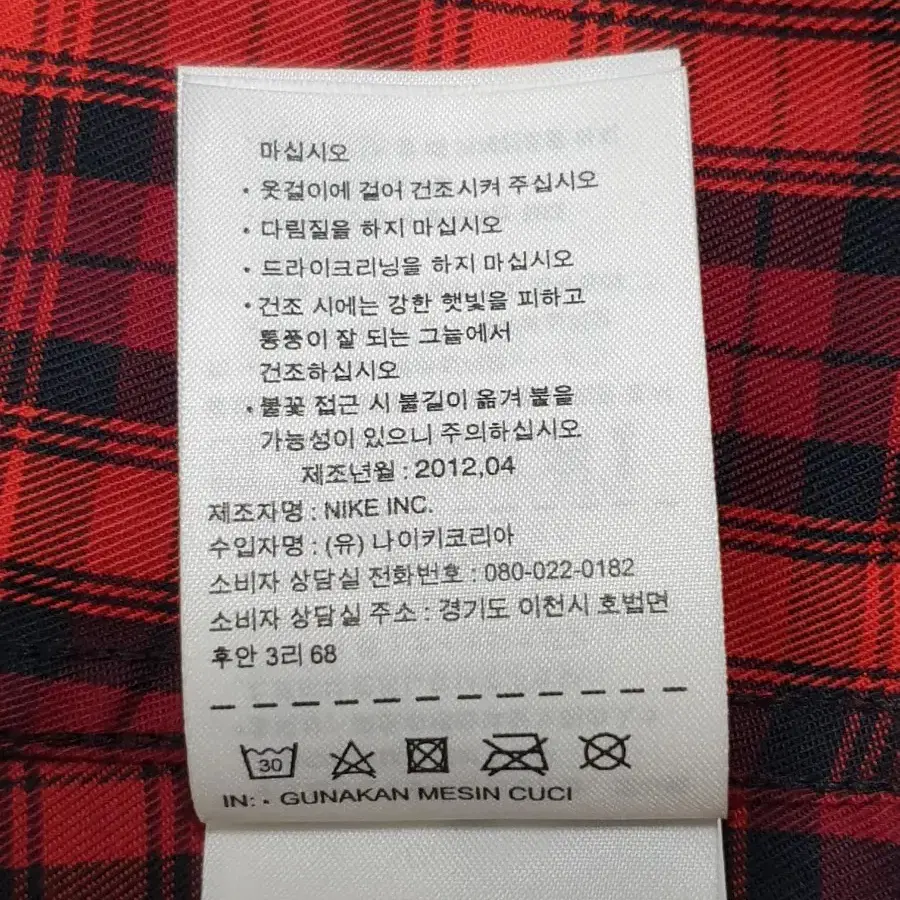 마십시오
· 옷걸이에 걸어 건조시켜 주십시오
· 다림질을 하지 마십시오
· 드라이크리닝을 하지 마십시오
· 건조 시에는 강한 햇빛을 피하고
통풍이 잘 되는 그늘에서
건조하십시오
· 불꽃 접근 시 불길이 옮겨 붙을
가능성이 있으니 주의하십시오
제조년월 : 2012,04
제조자명 : NIKE INC.
수입자명 : (유) 나이키코리아
소비자 상담실 전화번호 : 080-022-0182
소비자 상담실 주소 : 경기도 이천시 호법면
후안 3리 68
30
IN: · GUNAKAN MESIN CUCI